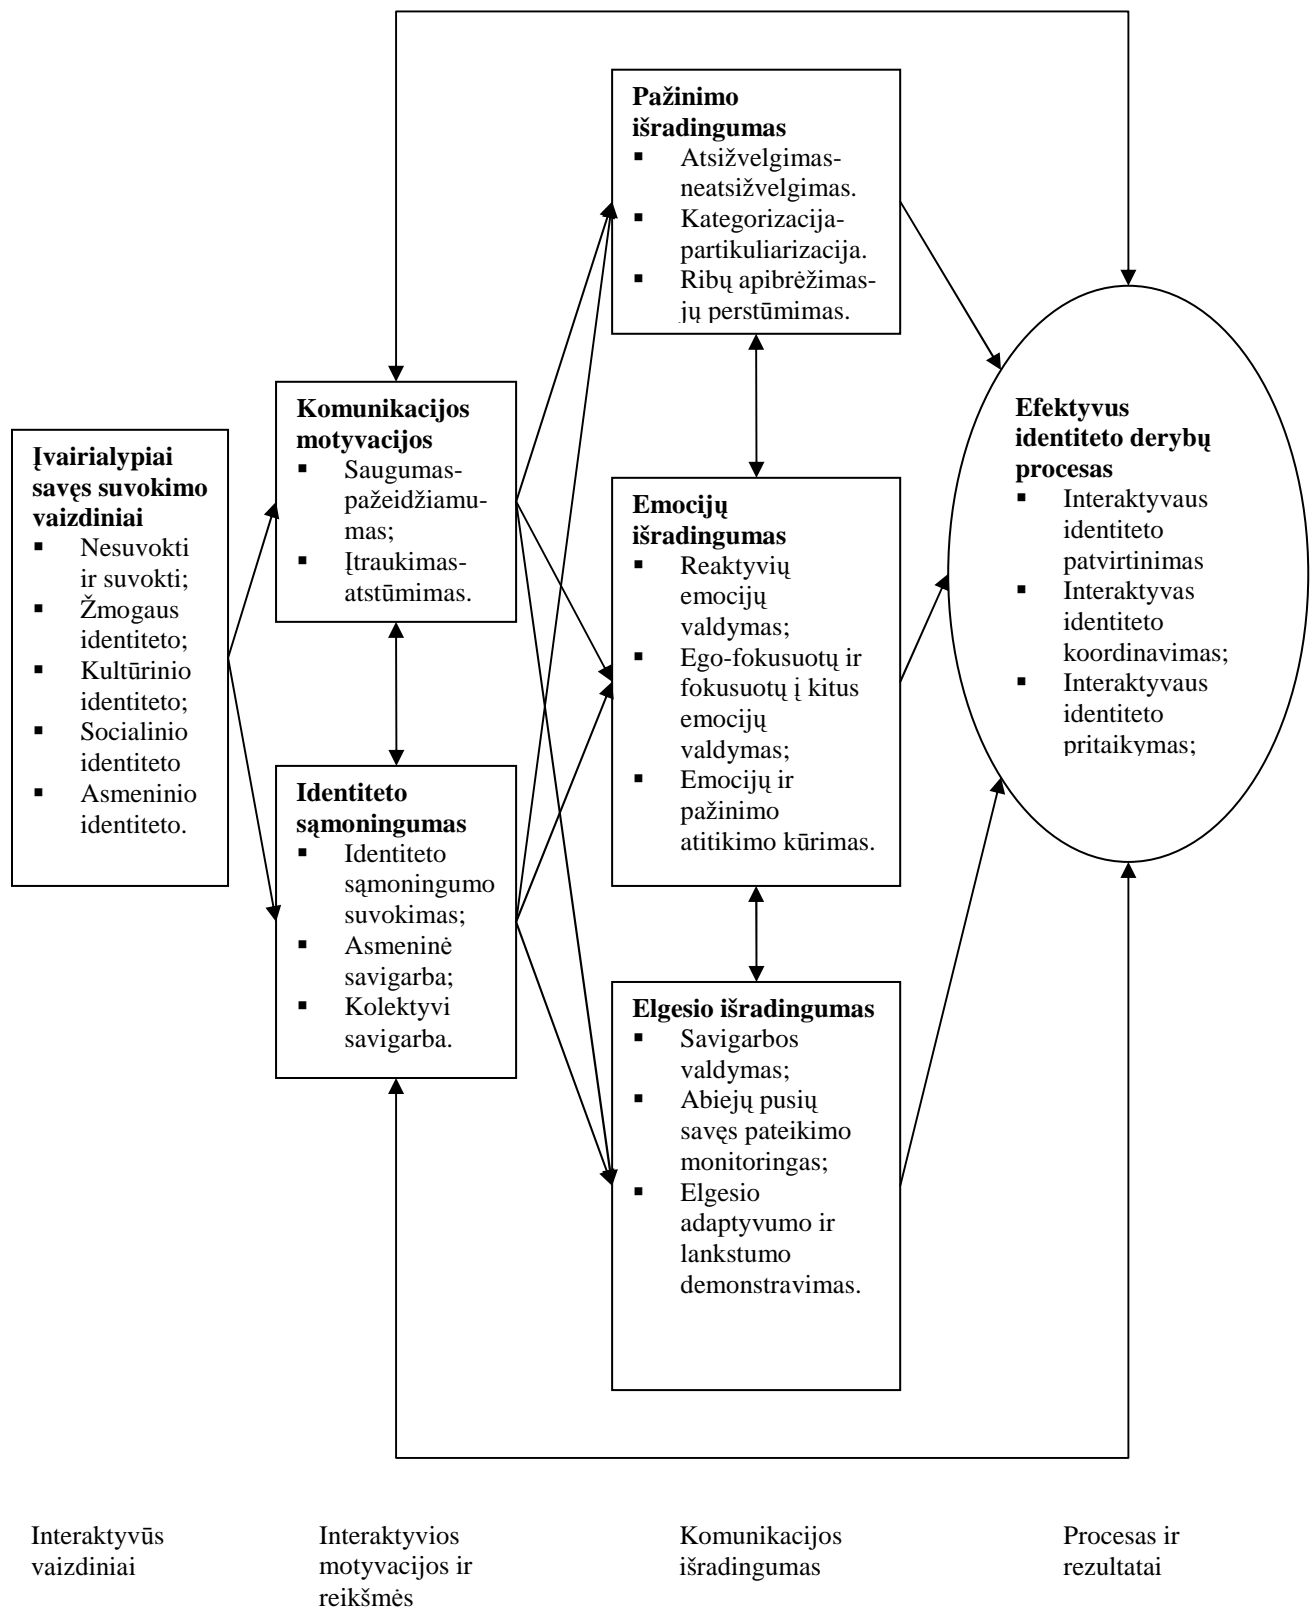 Įvairialypiai
savęs suvokimo
vaizdiniai
▪ Nesuvokti
ir suvokti;
▪ Žmogaus
identiteto;
▪ Kultūrinio
identiteto;
▪ Socialinio
identiteto
▪ Asmeninio
identiteto.
Komunikacijos
motyvacijos
▪ Saugumas-
pažeidžiamu-
mas;
▪ Įtraukimas-
atstūmimas.
Identiteto
sąmoningumas
▪ Identiteto
sąmoningumo
suvokimas;
▪ Asmeninė
savigarba;
▪ Kolektyvi
savigarba.
Pažinimo
išradingumas
▪ Atsižvelgimas-
neatsižvelgimas.
▪ Kategorizacija-
partikuliarizacija.
▪ Ribų apibrėžimas-
jų perstūmimas.
Emocijų
išradingumas
▪ Reaktyvių
emocijų
valdymas;
▪ Ego-fokusuotų ir
fokusuotų į kitus
emocijų
valdymas;
▪ Emocijų ir
pažinimo
atitikimo kūrimas.
Elgesio išradingumas
▪ Savigarbos
valdymas;
▪ Abiejų pusių
savęs pateikimo
monitoringas;
▪ Elgesio
adaptyvumo ir
lankstumo
demonstravimas.
Efektyvus
identiteto derybų
procesas
▪ Interaktyvaus
identiteto
patvirtinimas
▪ Interaktyvas
identiteto
koordinavimas;
▪ Interaktyvaus
identiteto
pritaikymas;
Interaktyvūs
vaizdiniai
Interaktyvios
motyvacijos ir
reikšmės
Komunikacijos
išradingumas
Procesas ir
rezultatai